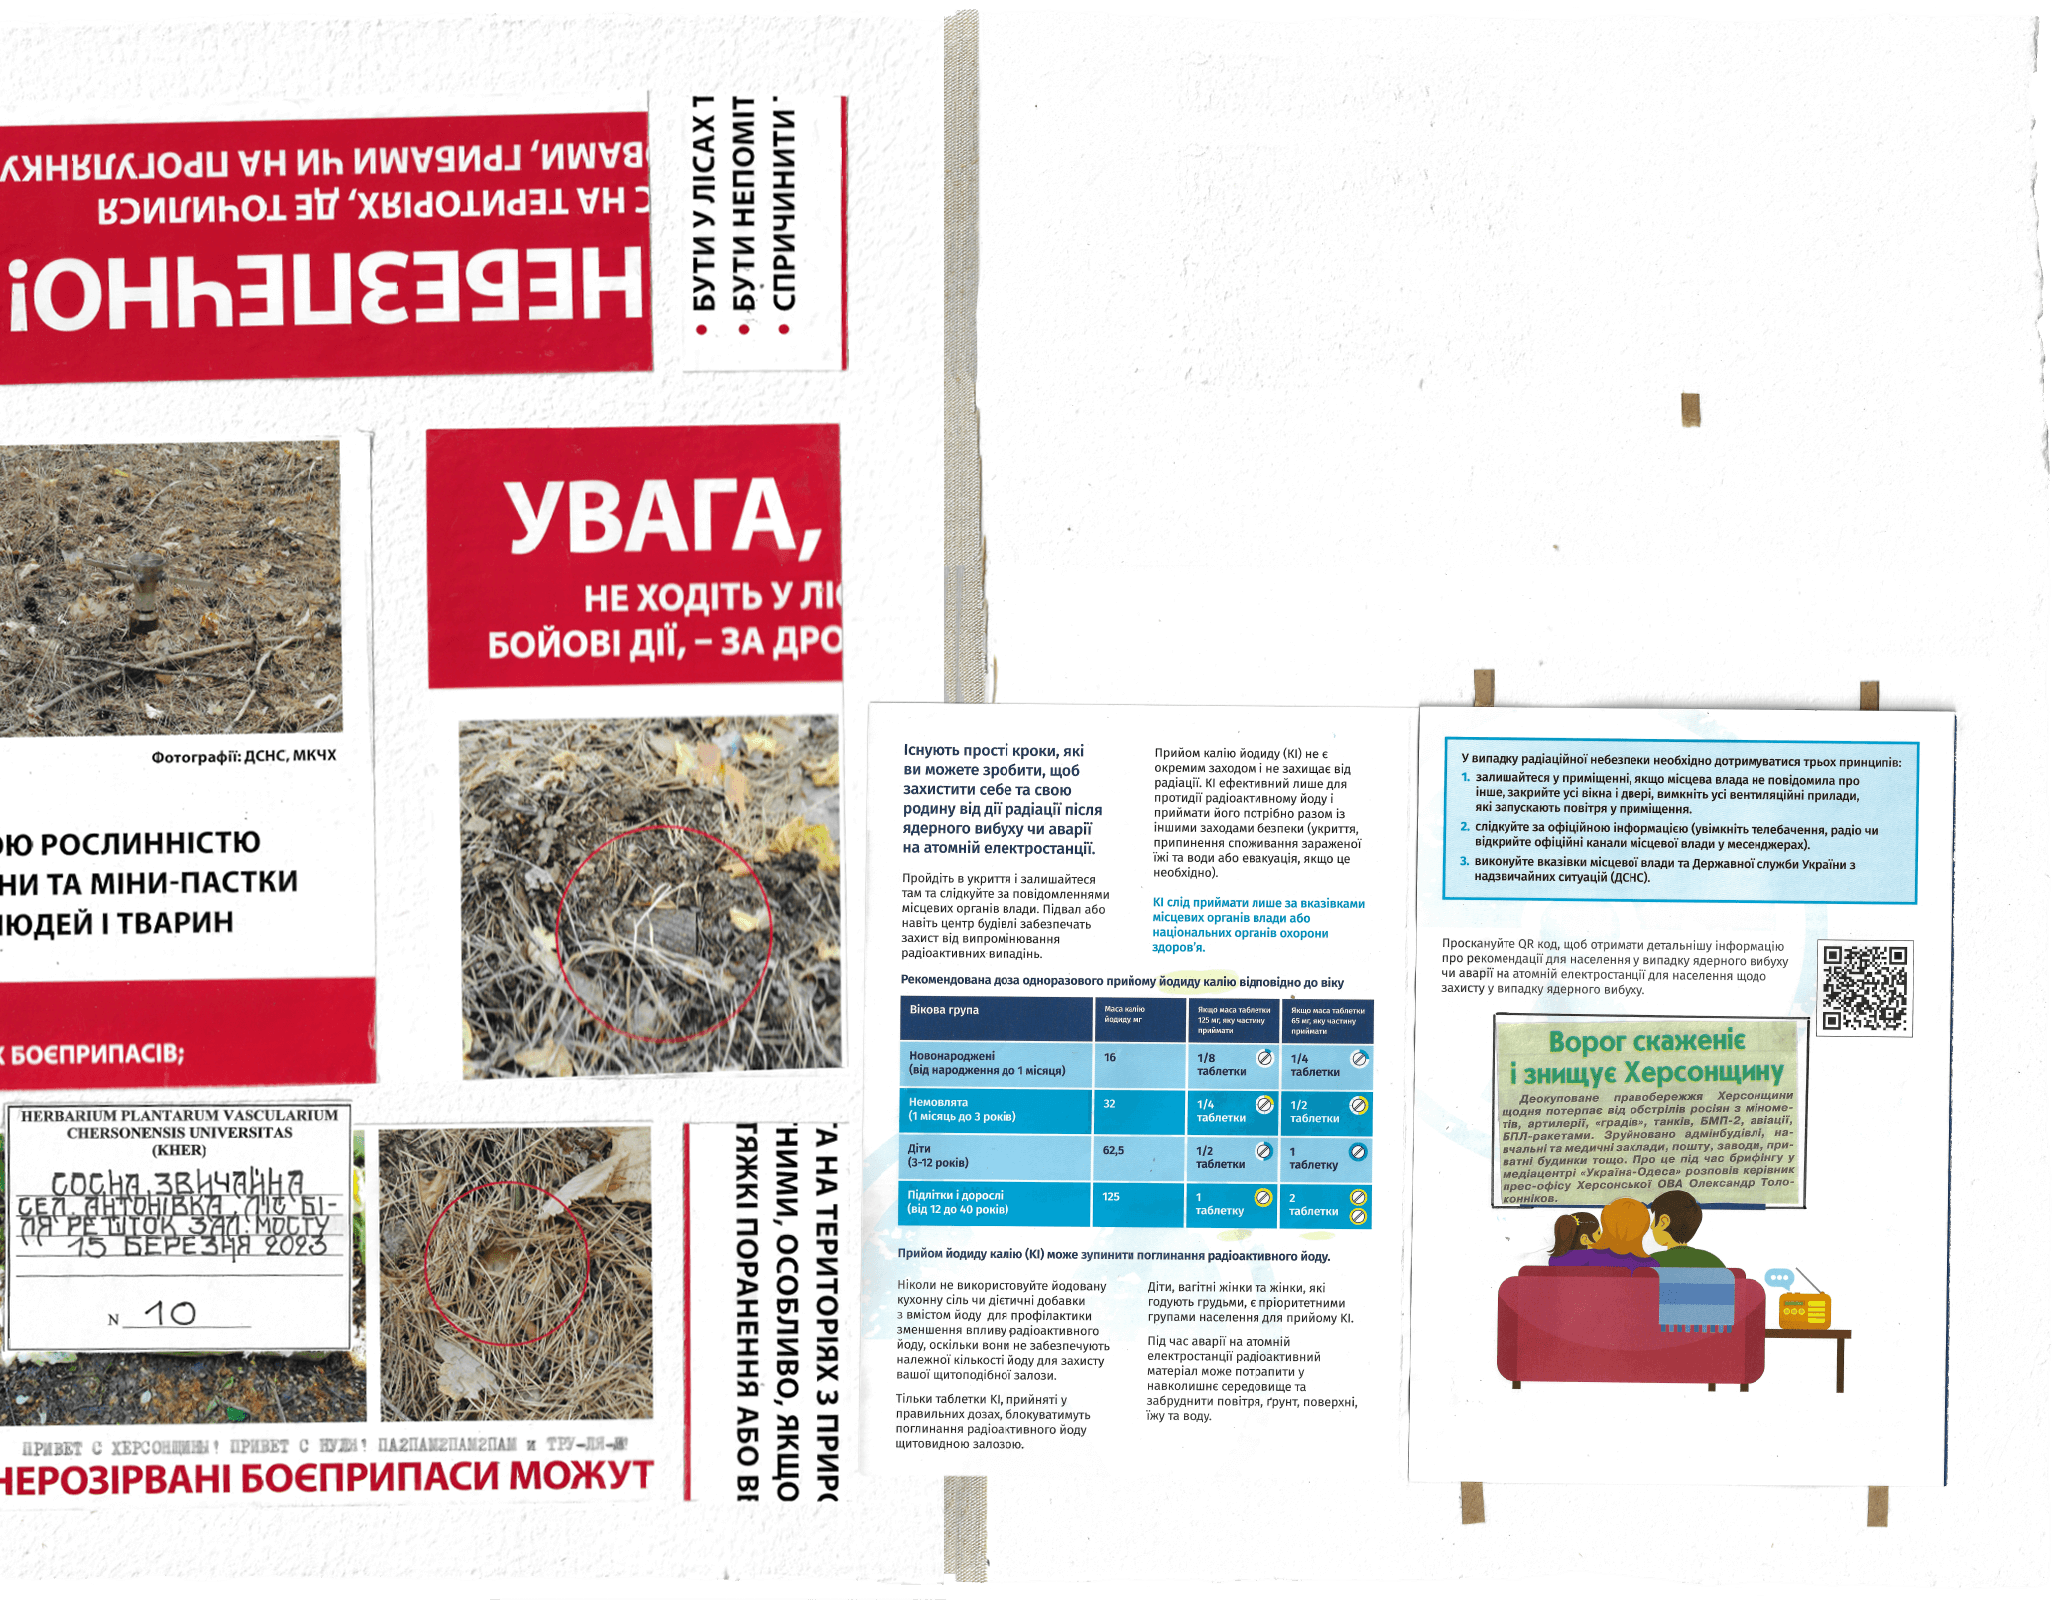 ВАМИ, ГРИБАМИ ЧИ НА ПРОГУЛЯНКУ
НА ТЕРИТОРІЯХ, ДЕ ТОЧИЛИСЯ
НЕБЕЗПЕЧНО!
• БУТИ У ЛІСАХ
• БУТИ НЕПОМІТ
• СПРИЧИНИТИ
УВАГА,
НЕ ХОДІТЬ У ЛІС
БОЙОВІ ДІЇ, – ЗА ДРО
Фотографії: ДСНС, МКЧХ
ОЮ РОСЛИННІСТЮ
НИ ТА МІНИ-ПАСТКИ
ЛЮДЕЙ І ТВАРИН
Х БОЄПРИПАСІВ;
HERBARIUM PLANTARUM VASCULARIUM
CHERSONENSIS UNIVERSITAS
(KHER)
СОСНА ЗВИЧАЙНА
СЕЛ. АНТОНІВКА, ЛІС БІ-
ЛЯ РЕШТОК ЗАЛ. МОСТУ
15 БЕРЕЗНЯ 2023
N 10
ПРИВЕТ С ХЕРСОНЩИНЫ! ПРИВЕТ С НУЛЯ! ПА2ПАМ2ПАМ2ПАМ и ТРУ-ЛЯ-Я!
НЕРОЗІРВАНІ БОЄПРИПАСИ МОЖУТ
ТЯЖКІ ПОРАНЕННЯ АБО
НИМИ, ОСОБЛИВО, ЯКЩО
А НА ТЕРИТОРІЯХ З ПРИРО
Існують прості кроки, які
ви можете зробити, щоб
захистити себе та свою
родину від дії радіації після
ядерного вибуху чи аварії
на атомній електростанції.
Пройдіть в укриття і залишайтеся
там та слідкуйте за повідомленнями
місцевих органів влади. Підвал або
навіть центр будівлі забезпечать
захист від випромінювання
радіоактивних випадінь.
Прийом калію йодиду (KI) не є
окремим заходом і не захищає від
радіації. KI ефективний лише для
протидії радіоактивному йоду і
приймати його потрібно разом із
іншими заходами безпеки (укриття,
припинення споживання зараженої
їжі та води або евакуація, якщо це
необхідно).
KI слід приймати лише за вказівками
місцевих органів влади або
національних органів охорони
здоров'я.
Рекомендована доза одноразового прийому йодиду калію відповідно до віку
Вікова група
Маса калію
йодиду мг
Якщо маса таблетки
125 мг, яку частину
приймати
Якщо маса таблетки
65 мг, яку частину
приймати
Новонароджені
(від народження до 1 місяця)
16
1/8
таблетки
1/4
таблетки
Немовлята
(1 місяць до 3 років)
32
1/4
таблетки
1/2
таблетки
Діти
(3-12 років)
62,5
1/2
таблетки
1
таблетку
Підлітки і дорослі
(від 12 до 40 років)
125
1
таблетку
2
таблетки
Прийом йодиду калію (KI) може зупинити поглинання радіоактивного йоду.
Ніколи не використовуйте йодовану
кухонну сіль чи дієтичні добавки
з вмістом йоду для профілактики
зменшення впливу радіоактивного
йоду, оскільки вони не забезпечують
належної кількості йоду для захисту
вашої щитоподібної залози.
Тільки таблетки KI, прийняті у
правильних дозах, блокуватимуть
поглинання радіоактивного йоду
щитовидною залозою.
Діти, вагітні жінки та жінки, які
годують грудьми, є пріоритетними
групами населення для прийому KI.
Під час аварії на атомній
електростанції радіоактивний
матеріал може потрапити у
навколишнє середовище та
забруднити повітря, ґрунт, поверхні,
їжу та воду.
У випадку радіаційної небезпеки необхідно дотримуватися трьох принципів:
1. залишайтеся у приміщенні, якщо місцева влада не повідомила про
інше, закрийте усі вікна і двері, вимкніть усі вентиляційні прилади,
які запускають повітря у приміщення.
2. слідкуйте за офіційною інформацією (увімкніть телебачення, радіо чи
відкрийте офіційні канали місцевої влади у месенджерах).
3. виконуйте вказівки місцевої влади та Державної служби України з
надзвичайних ситуацій (ДСНС).
Проскануйте QR код, щоб отримати детальнішу інформацію
про рекомендації для населення у випадку ядерного вибуху
чи аварії на атомній електростанції для населення щодо
захисту у випадку ядерного вибуху.
Ворог скаженіє
і знищує Херсонщину
Деокуповане правобережжя Херсонщини
щодня потерпає від обстрілів росіян з міноме-
тів, артилерії, «градів», танків, БМП-2, авіації,
БПЛ-ракетами. Зруйновано адмінбудівлі, на-
вчальні та медичні заклади, пошту, заводи, при-
ватні будинки тощо. Про це під час брифінгу у
медіацентрі «Україна-Одеса» розповів керівник
прес-офісу Херсонської ОВА Олександр Толо-
конніков.